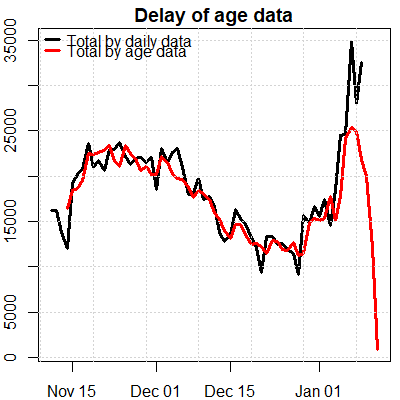 Delay of age data
Total by daily data
Total by age data
35000
25000
15000
5000
0
Nov 15 Dec 01 Dec 15 Jan 01